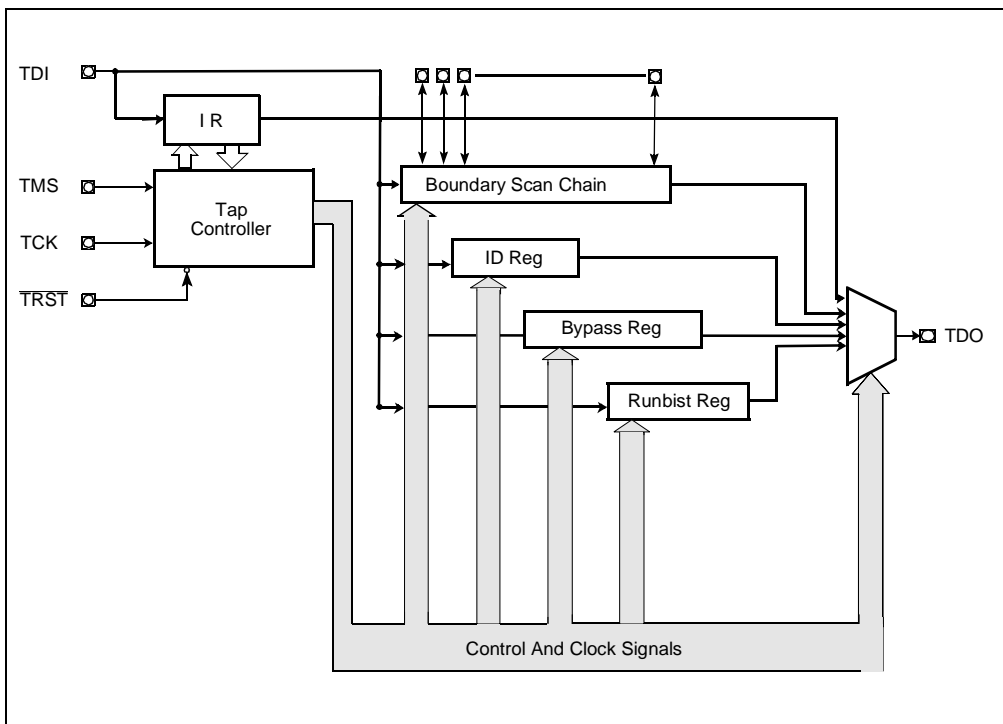 TDI
I R
TMS
Tap
Controller
TCK
TRST
Boundary Scan Chain
ID Reg
Bypass Reg
TDO
Runbist Reg
Control And Clock Signals